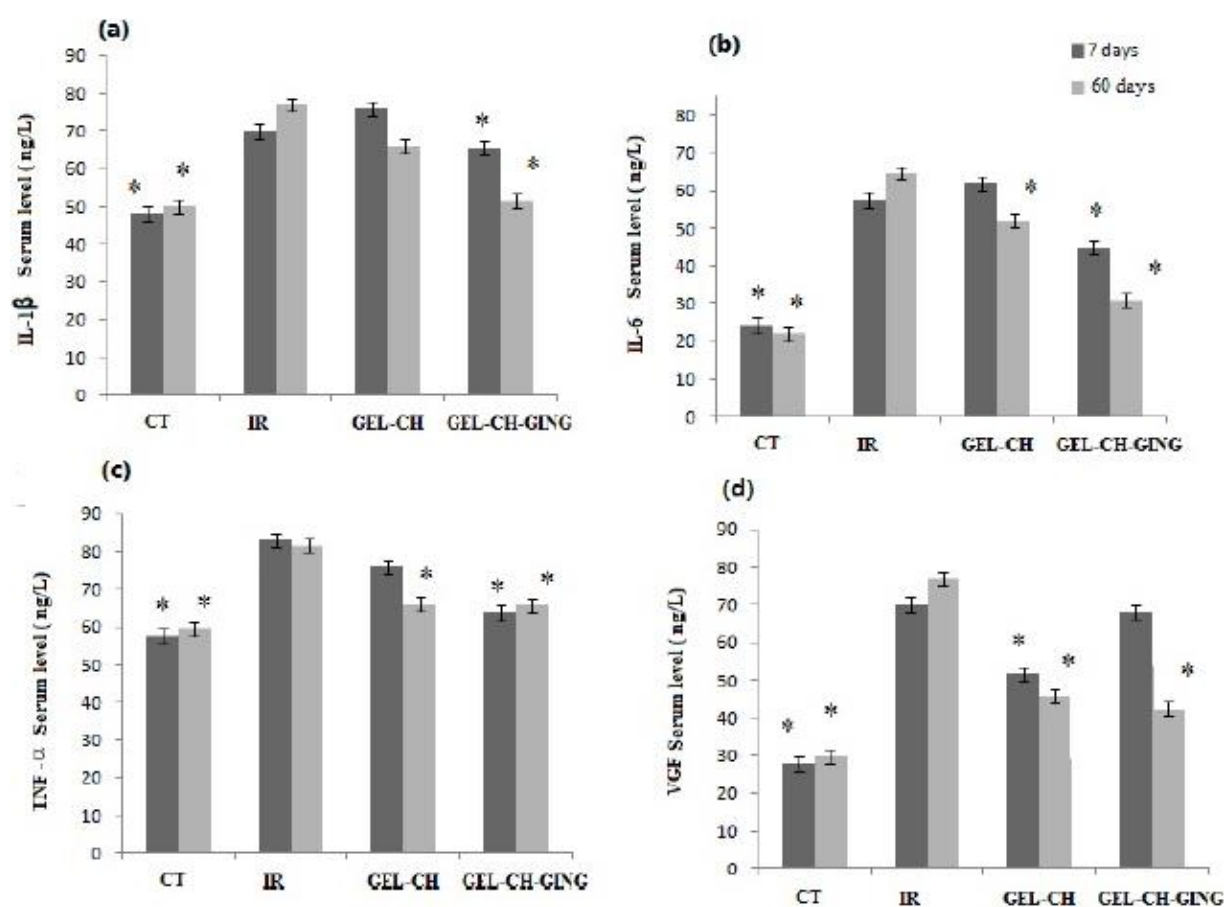 (a)
90
80
70
60
50
40
30
20
10
0
IL-1β Serum level ( ng/L)
* * * *
CT IR GEL-CH GEL-CH-GING
(b)
7 days
60 days
80
70
60
50
40
30
20
10
0
IL-6 Serum level ( ng/L)
* * * * *
CT IR GEL-CH GEL-CH-GING
(c)
90
80
70
60
50
40
30
20
10
0
TNF-α Serum level ( ng/L)
* * * * *
CT IR GEL-CH GEL-CH-GING
(d)
90
80
70
60
50
40
30
20
10
0
VGF Serum level ( ng/L)
* * * * *
CT IR GEL-CH GEL-CH-GING